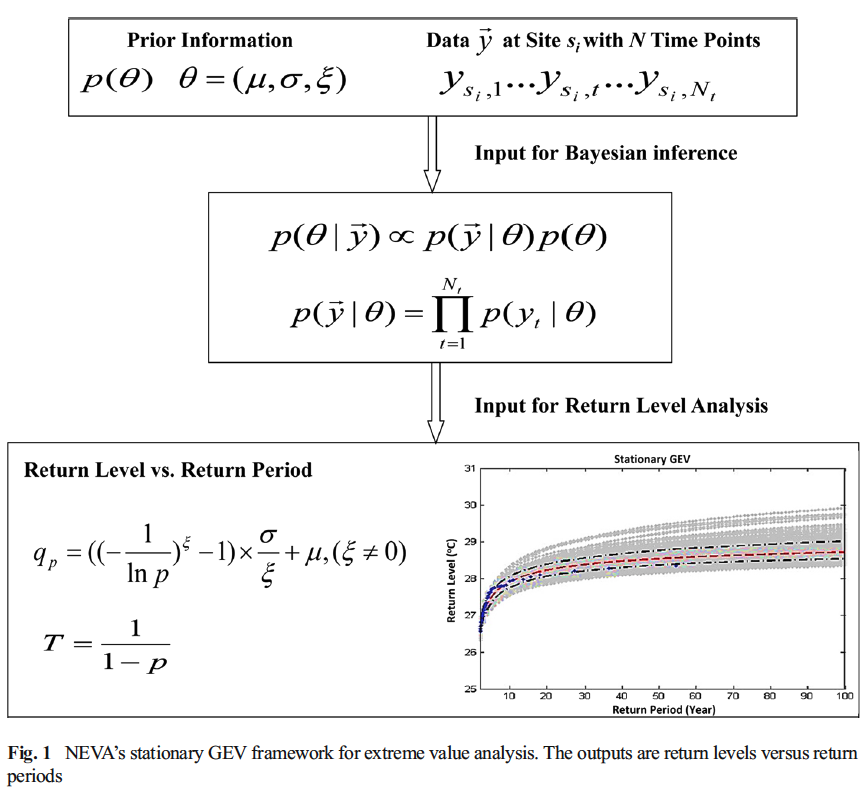 Prior Information
p(θ) θ = (μ, σ, ξ)
Data y⃗ at Site sᵢ with N Time Points
y_{sᵢ,1}...y_{sᵢ,t}...y_{sᵢ,N_t}
Input for Bayesian inference
p(θ | y⃗) ∝ p(y⃗ | θ)p(θ)
p(y⃗ | θ) = ∏_{t=1}^{N_t} p(y_t | θ)
Input for Return Level Analysis
Return Level vs. Return Period
q_p = ((-1/ln p)^ξ −1)× σ/ξ + μ,(ξ ≠ 0)
T = 1/(1 − p)
Stationary GEV
Return Level (°C)
31
30
29
28
27
26
25
10 20 30 40 50 60 70 80 90 100
Return Period (Year)
Fig. 1 NEVA's stationary GEV framework for extreme value analysis. The outputs are return levels versus return
periods